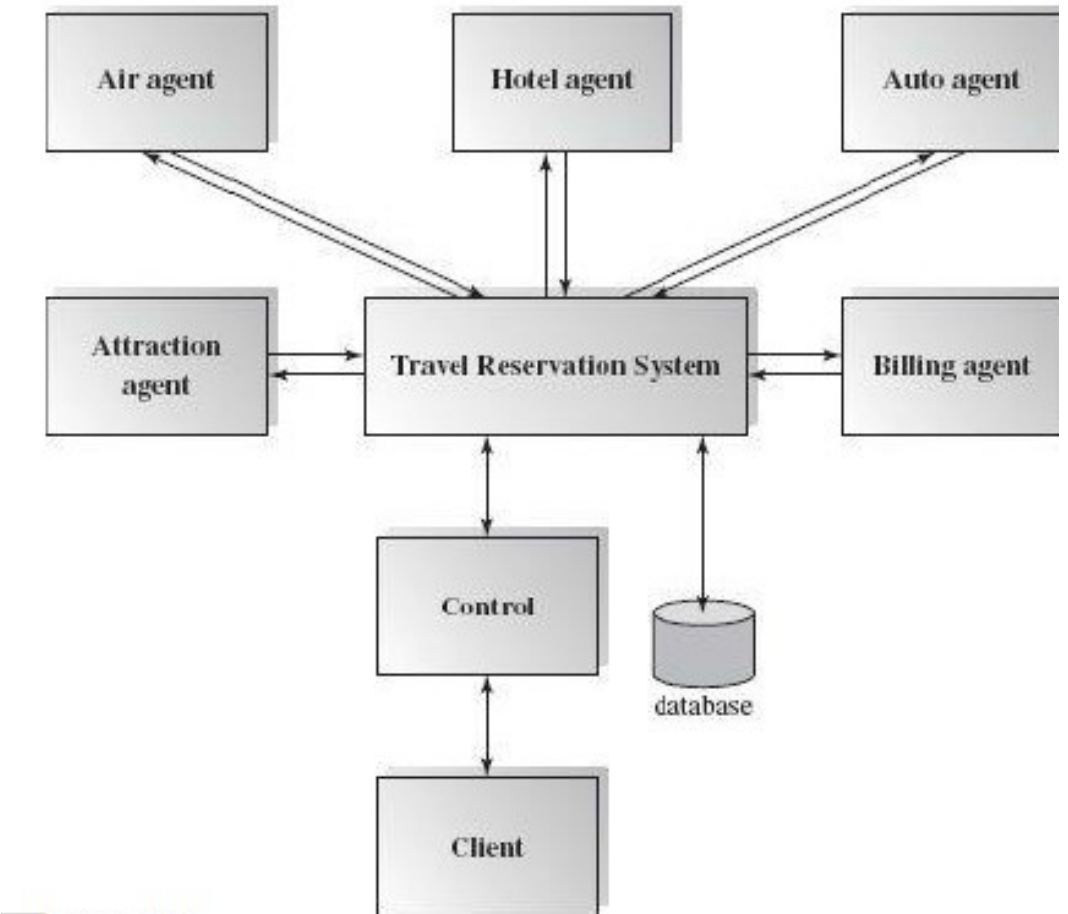 Air agent
Hotel agent
Auto agent
Attraction
agent
Travel Reservation System
Billing agent
Control
database
Client